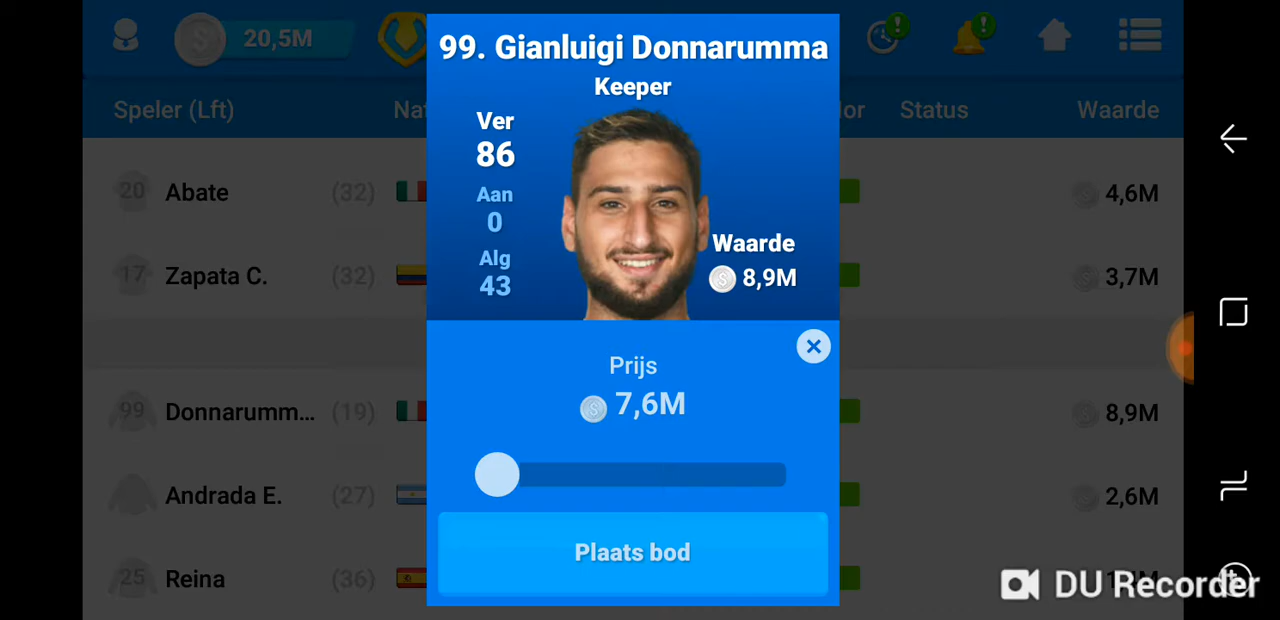 20,5M
99. Gianluigi Donnarumma
Keeper
Ver
86
Aan
0
Alg
43
Waarde
8,9M
Prijs
7,6M
Plaats bod
Speler (Lft)
Nat
or
Status
Waarde
20 Abate (32) 4,6M
17 Zapata C. (32) 3,7M
99 Donnarumm... (19) 8,9M
Andrada E. (27) 2,6M
25 Reina (36)
DU Recorder